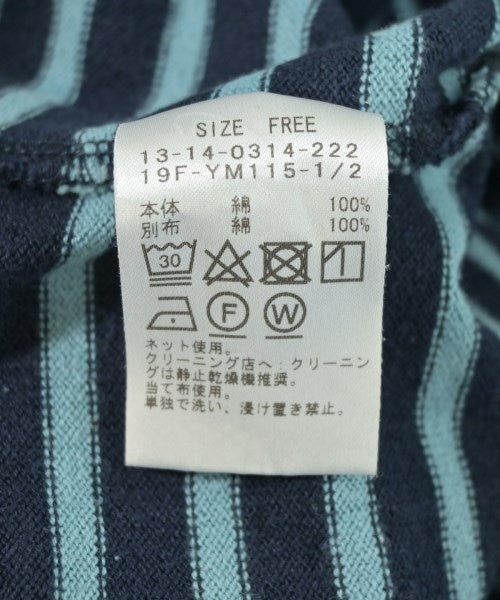 SIZE FREE
13-14-0314-222
19F-YM115-1/2
本体 綿 100%
別布 綿 100%
30
F W
ネット使用。
クリーニング店へ・クリーニン
グは静止乾燥機推奨。
当て布使用。
単独で洗い、浸け置き禁止。